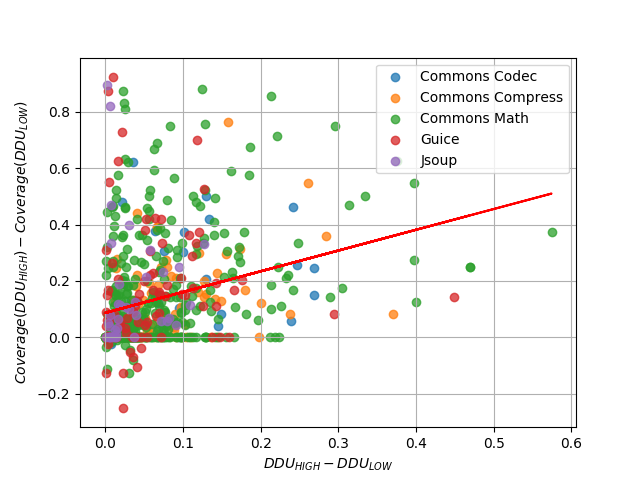 Commons Codec
Commons Compress
Commons Math
Guice
Jsoup
0.8
0.6
0.4
0.2
0.0
−0.2
Coverage(DDU_HIGH) − Coverage(DDU_LOW)
0.0 0.1 0.2 0.3 0.4 0.5 0.6
DDU_HIGH − DDU_LOW